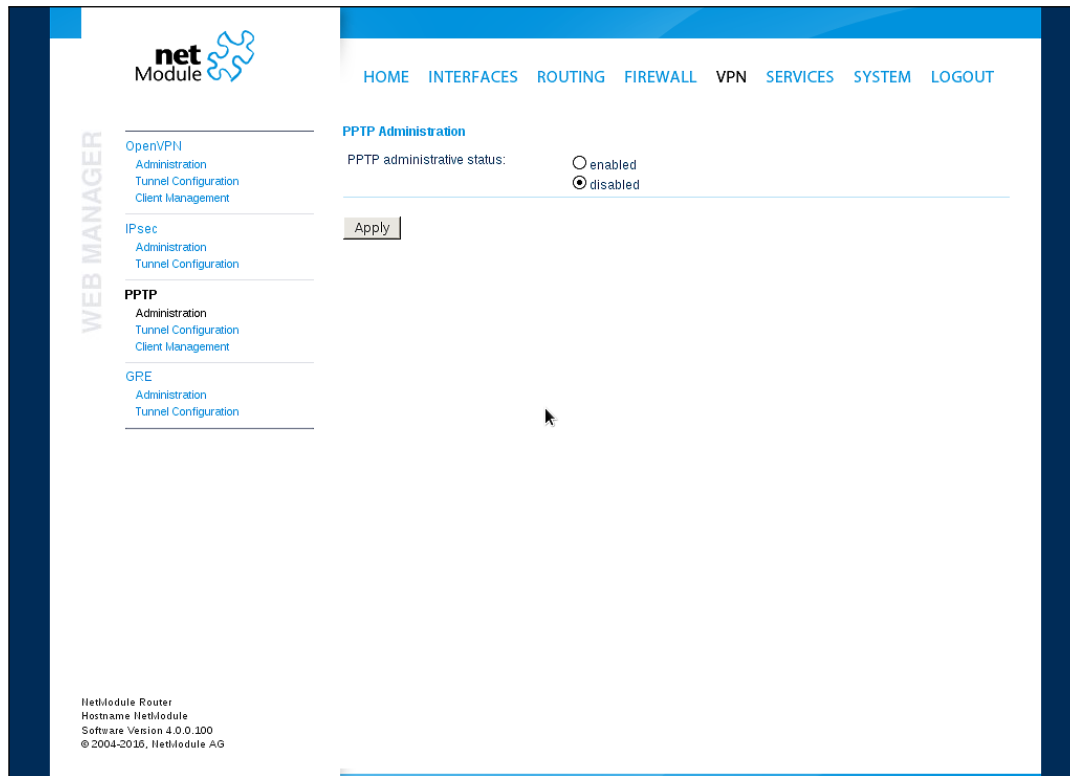 net
Module
HOME INTERFACES ROUTING FIREWALL VPN SERVICES SYSTEM LOGOUT
WEB MANAGER
OpenVPN
Administration
Tunnel Configuration
Client Management
IPsec
Administration
Tunnel Configuration
PPTP
Administration
Tunnel Configuration
Client Management
GRE
Administration
Tunnel Configuration
PPTP Administration
PPTP administrative status:
enabled
disabled
Apply
NetModule Router
Hostname NetModule
Software Version 4.0.0.100
© 2004-2016, NetModule AG